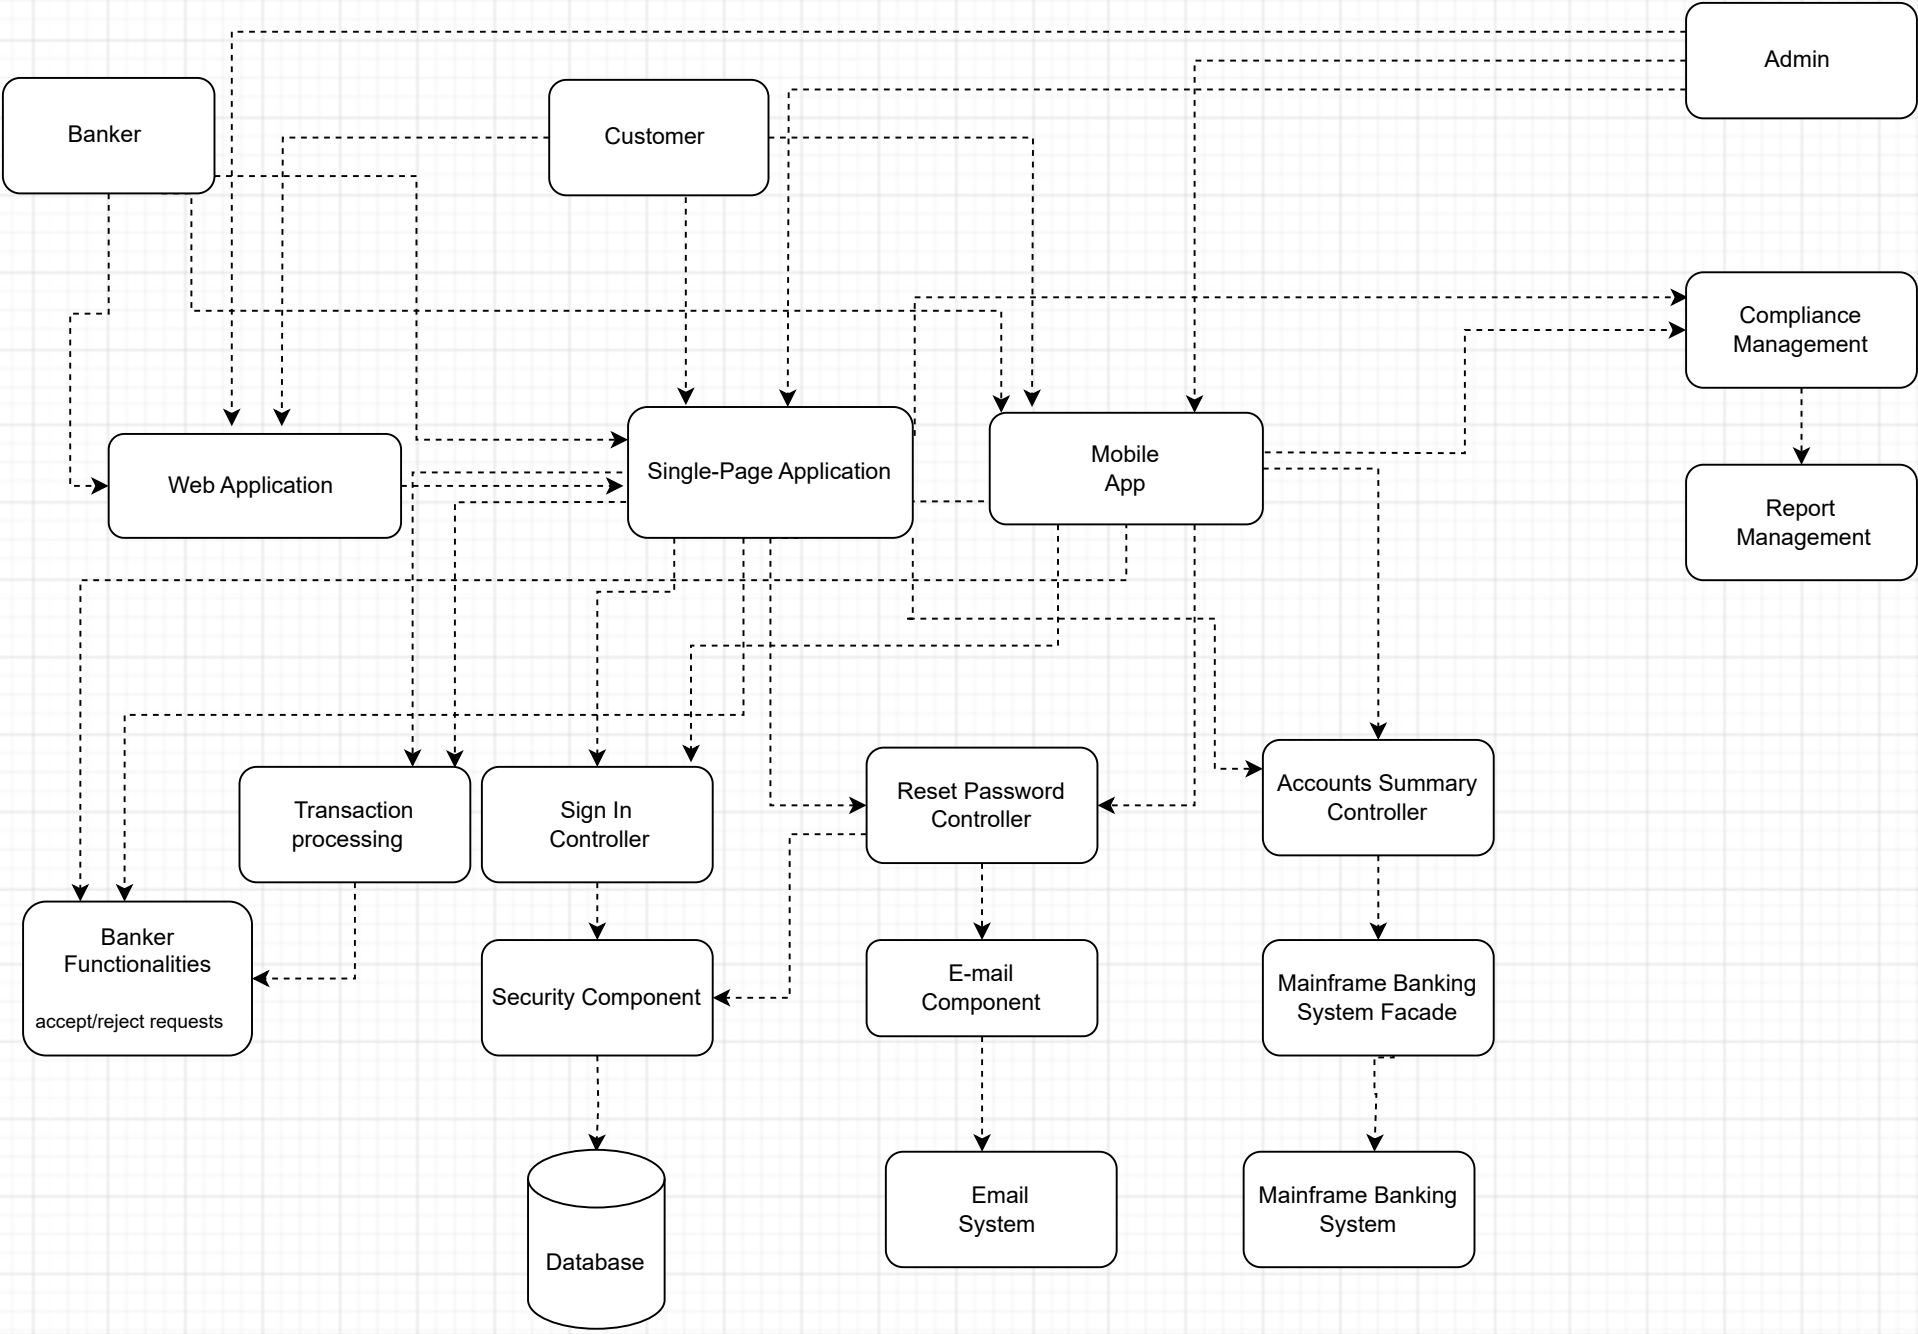 Admin
Banker
Customer
Compliance
Management
Mobile
App
Single-Page Application
Web Application
Report
Management
Accounts Summary
Controller
Reset Password
Controller
Transaction
processing
Sign In
Controller
Banker
Functionalities
accept/reject requests
Security Component
E-mail
Component
Mainframe Banking
System Facade
Email
System
Mainframe Banking
System
Database